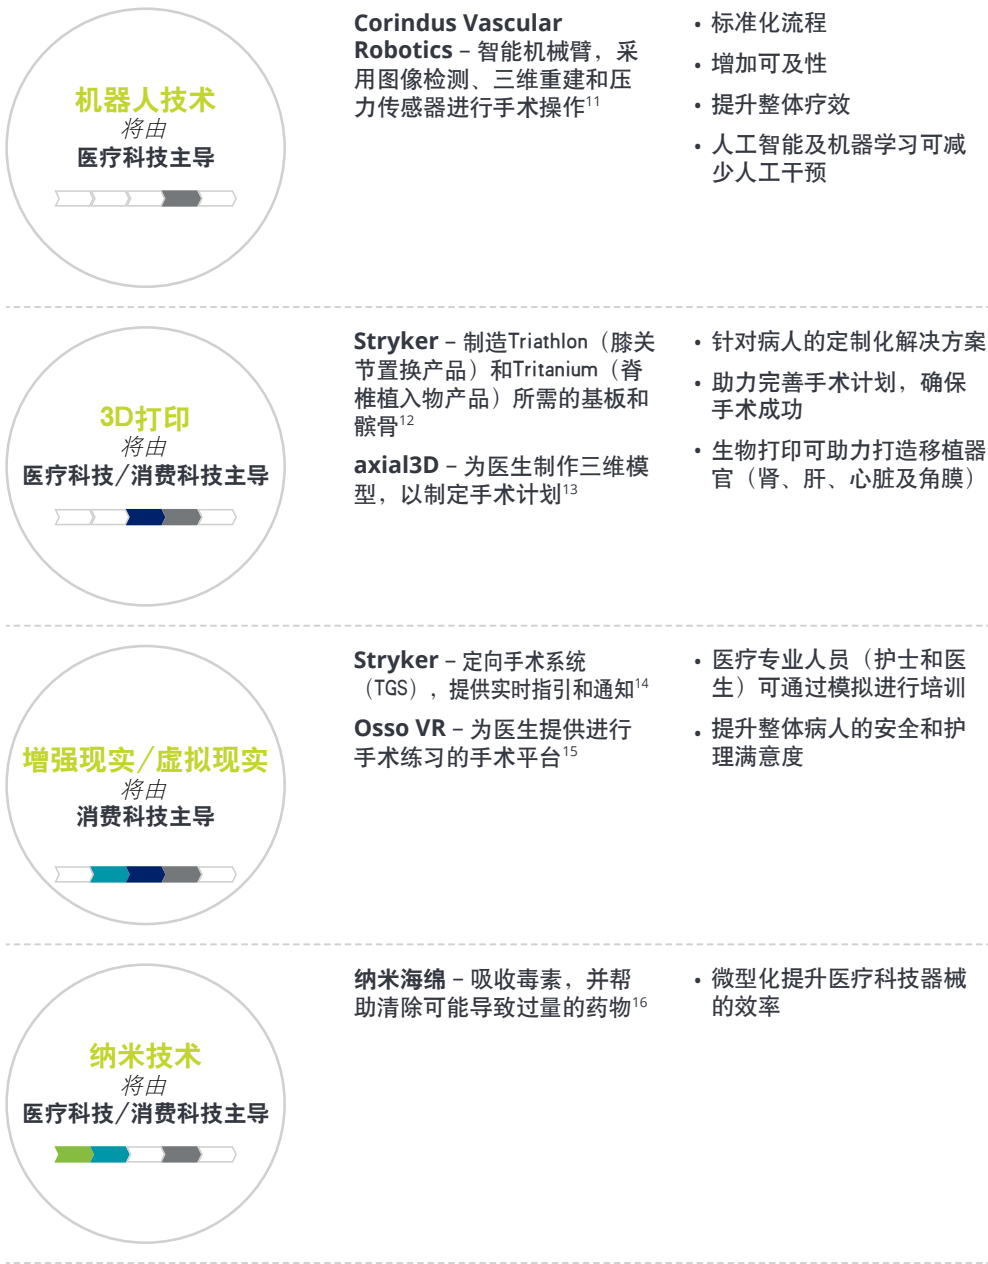 机器人技术
将由
医疗科技主导
Corindus Vascular
Robotics – 智能机械臂，采
用图像检测、三维重建和压
力传感器进行手术操作11
• 标准化流程
• 增加可及性
• 提升整体疗效
• 人工智能及机器学习可减
少人工干预
3D打印
将由
医疗科技/消费科技主导
Stryker – 制造Triathlon（膝关
节置换产品）和Tritanium（脊
椎植入物产品）所需的基板和
髌骨12
axial3D – 为医生制作三维模
型，以制定手术计划13
• 针对病人的定制化解决方案
• 助力完善手术计划，确保
手术成功
• 生物打印可助力打造移植器
官（肾、肝、心脏及角膜）
增强现实/虚拟现实
将由
消费科技主导
Stryker – 定向手术系统
（TGS），提供实时指引和通知14
Osso VR – 为医生提供进行
手术练习的手术平台15
• 医疗专业人员（护士和医
生）可通过模拟进行培训
• 提升整体病人的安全和护
理满意度
纳米技术
将由
医疗科技/消费科技主导
纳米海绵 – 吸收毒素，并帮
助清除可能导致过量的药物16
• 微型化提升医疗科技器械
的效率